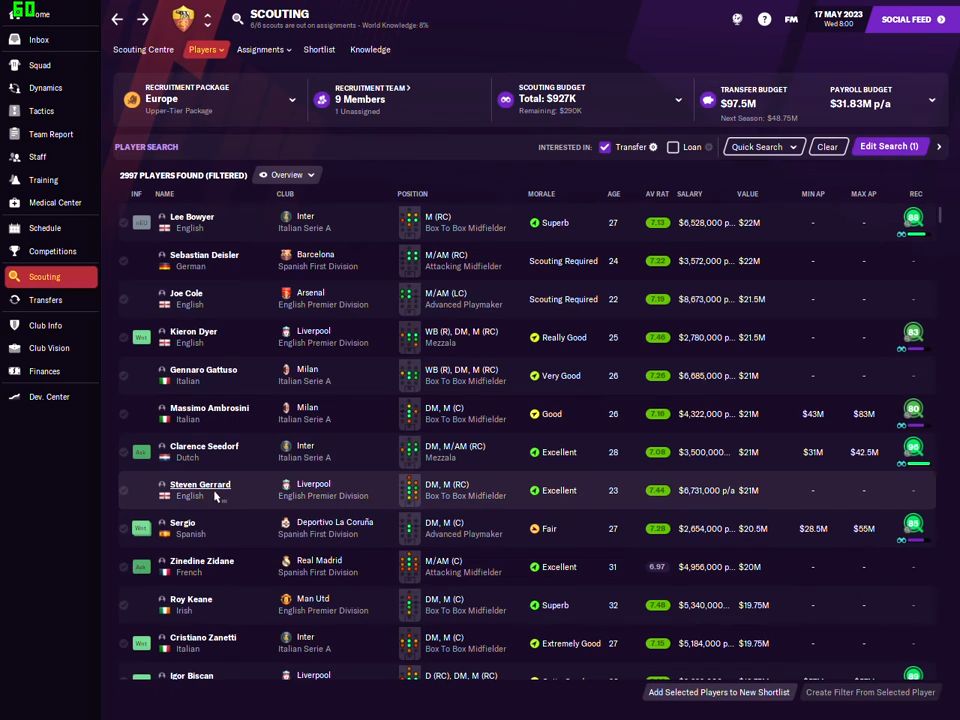 60
Home
Inbox
Squad
Dynamics
Tactics
Team Report
Staff
Training
Medical Center
Schedule
Competitions
Scouting
Transfers
Club Info
Club Vision
Finances
Dev. Center
SCOUTING
6/6 scouts are out on assignments - World Knowledge: 8%
FM
17 MAY 2023
Wed 8:00
SOCIAL FEED
Scouting Centre Players Assignments Shortlist Knowledge
RECRUITMENT PACKAGE
Europe
Upper-Tier Package
RECRUITMENT TEAM >
9 Members
1 Unassigned
SCOUTING BUDGET
Total: $927K
Remaining: $290K
TRANSFER BUDGET
$97.5M
Next Season: $48.75M
PAYROLL BUDGET
$31.83M p/a
PLAYER SEARCH
INTERESTED IN: Transfer Loan Quick Search Clear Edit Search (1)
2997 PLAYERS FOUND (FILTERED) Overview
INF NAME CLUB POSITION MORALE AGE AV RAT SALARY VALUE MIN AP MAX AP REC
Lee Bowyer Inter M (RC)
nEU Superb 27 7.13 $6,528,000 p... $22M - - 88
English Italian Serie A Box To Box Midfielder
Sebastian Deisler Barcelona M/AM (RC)
Scouting Required 24 7.22 $3,572,000 p... $22M - - -
German Spanish First Division Attacking Midfielder
Joe Cole Arsenal M/AM (LC)
Scouting Required 22 7.19 $8,673,000 p... $21.5M - - -
English English Premier Division Advanced Playmaker
Kieron Dyer Liverpool WB (R), DM, M (RC)
Wnt Really Good 25 7.46 $2,780,000 p... $21.5M - - 83
English English Premier Division Mezzala
Gennaro Gattuso Milan WB (R), DM, M (RC)
Very Good 26 7.26 $6,685,000 p... $21M - - -
Italian Italian Serie A Box To Box Midfielder
Massimo Ambrosini Milan DM, M (C)
Good 26 7.16 $4,322,000 p... $21M $43M $83M 80
Italian Italian Serie A Box To Box Midfielder
Clarence Seedorf Inter DM, M/AM (RC)
Ask Excellent 28 7.08 $3,500,000... $21M $31M $42.5M
Dutch Italian Serie A Mezzala
Steven Gerrard Liverpool DM, M (RC)
Excellent 23 7.44 $6,731,000 p/a $21M - - -
English English Premier Division Box To Box Midfielder
Sergio Deportivo La Coruña DM, M (C)
Wnt Fair 27 7.28 $2,654,000 p... $20.5M $28.5M $55M 85
Spanish Spanish First Division Advanced Playmaker
Zinedine Zidane Real Madrid M/AM (C)
Ask Excellent 31 6.97 $4,956,000 p... $20M - - -
French Spanish First Division Attacking Midfielder
Roy Keane Man Utd DM, M (C)
Superb 32 7.48 $5,340,000... $19.75M - - -
Irish English Premier Division Box To Box Midfielder
Cristiano Zanetti Inter DM, M (C)
Wnt Extremely Good 27 7.15 $5,184,000 p... $19.75M - - -
Italian Italian Serie A Box To Box Midfielder
Igor Biscan Liverpool D (RC), DM, M (C)
Add Selected Players to New Shortlist Create Filter From Selected Player